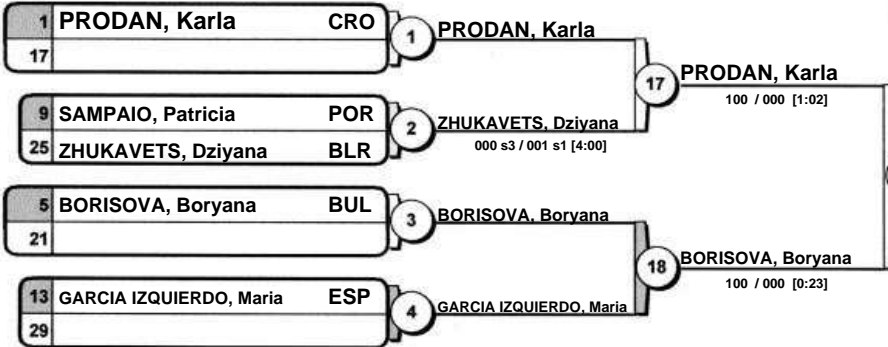 1 PRODAN, Karla CRO
17
1 PRODAN, Karla
9 SAMPAIO, Patricia POR
25 ZHUKAVETS, Dziyana BLR
2 ZHUKAVETS, Dziyana
000 s3 / 001 s1 [4:00]
17 PRODAN, Karla
100 / 000 [1:02]
5 BORISOVA, Boryana BUL
21
3 BORISOVA, Boryana
13 GARCIA IZQUIERDO, Maria ESP
29
4 GARCIA IZQUIERDO, Maria
18 BORISOVA, Boryana
100 / 000 [0:23]